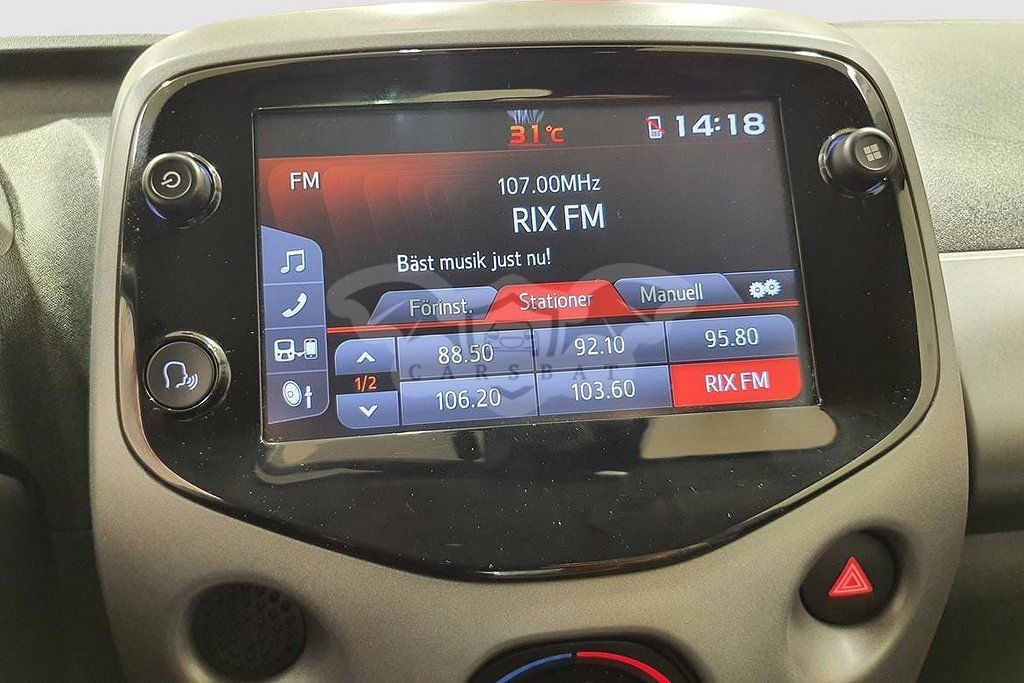 31°C
14:18
FM
107.00MHz
RIX FM
Bäst musik just nu!
Förinst. Stationer Manuell
88.50 92.10 95.80
1/2
106.20 103.60 RIX FM
CARSBAT